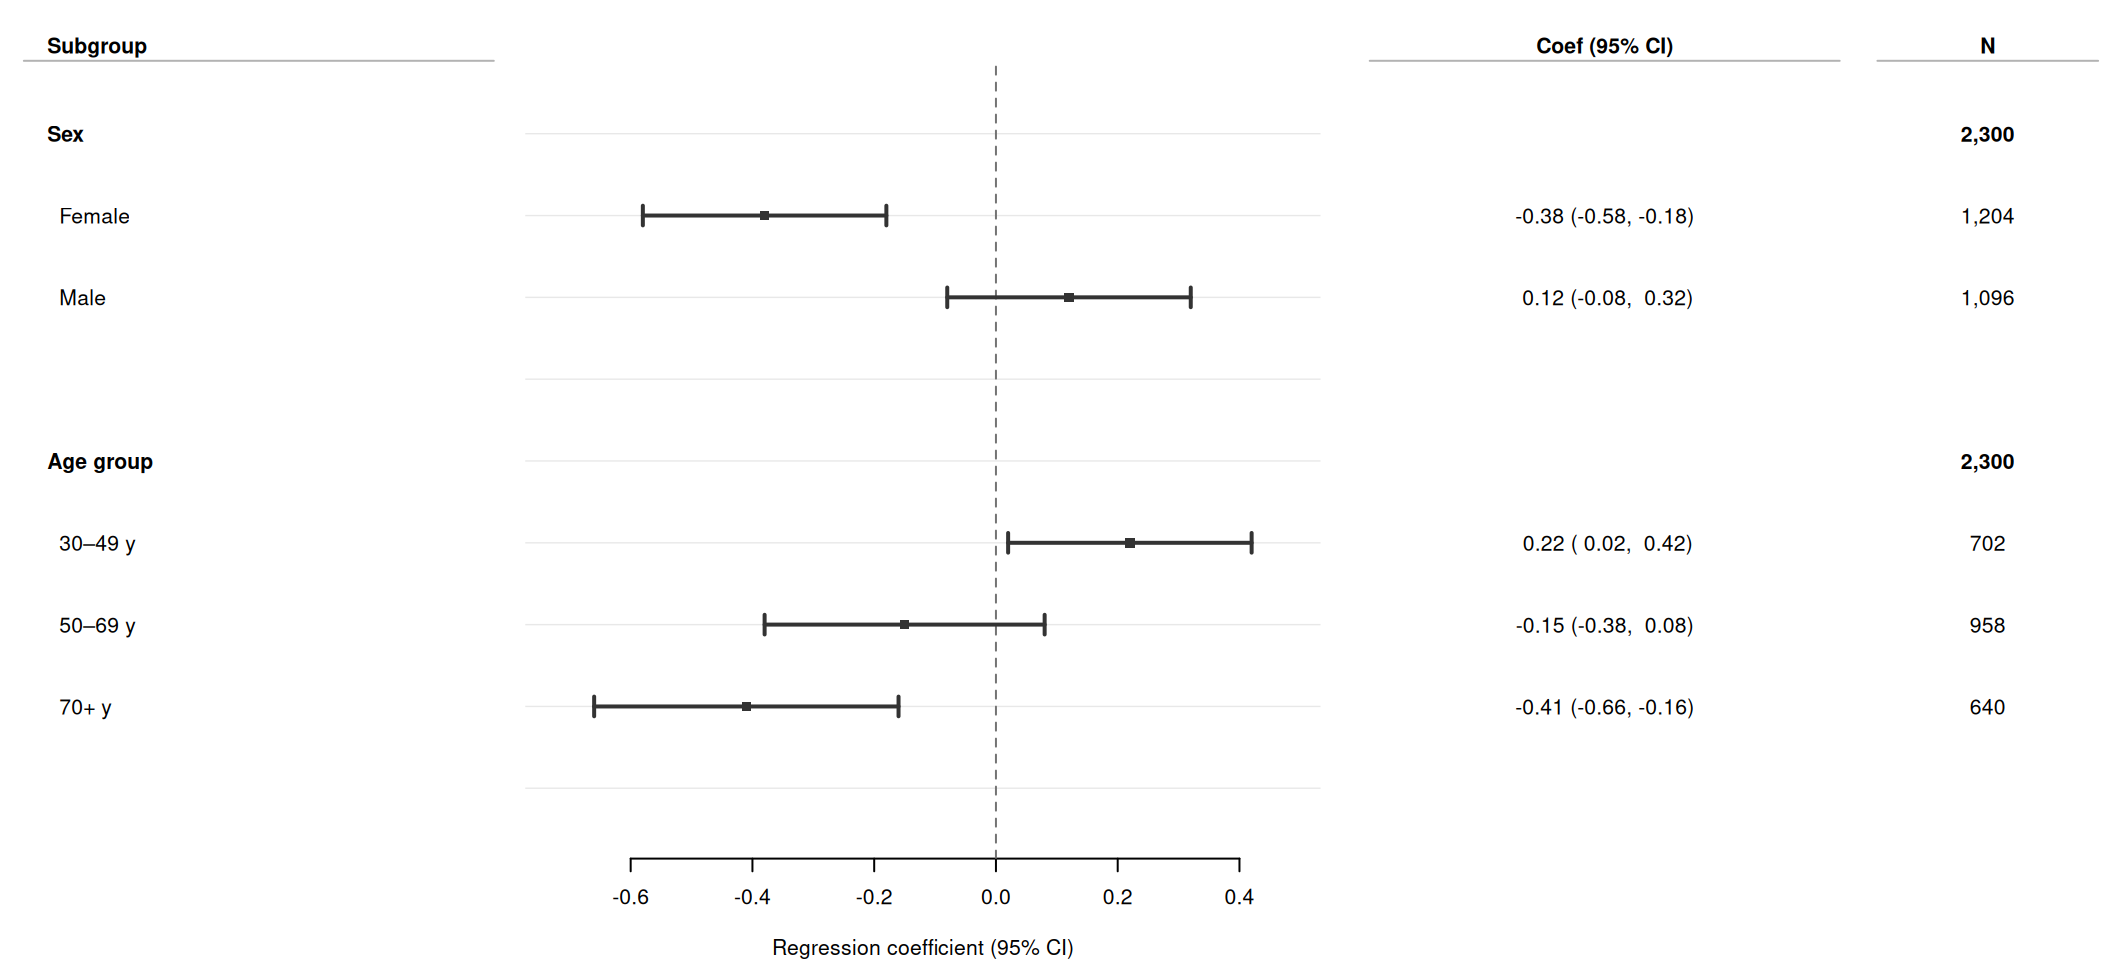 Subgroup Coef (95% CI) N
Sex 2,300
Female -0.38 (-0.58, -0.18) 1,204
Male 0.12 (-0.08,  0.32) 1,096
Age group 2,300
30–49 y 0.22 ( 0.02,  0.42) 702
50–69 y -0.15 (-0.38,  0.08) 958
70+ y -0.41 (-0.66, -0.16) 640
-0.6 -0.4 -0.2 0.0 0.2 0.4
Regression coefficient (95% CI)